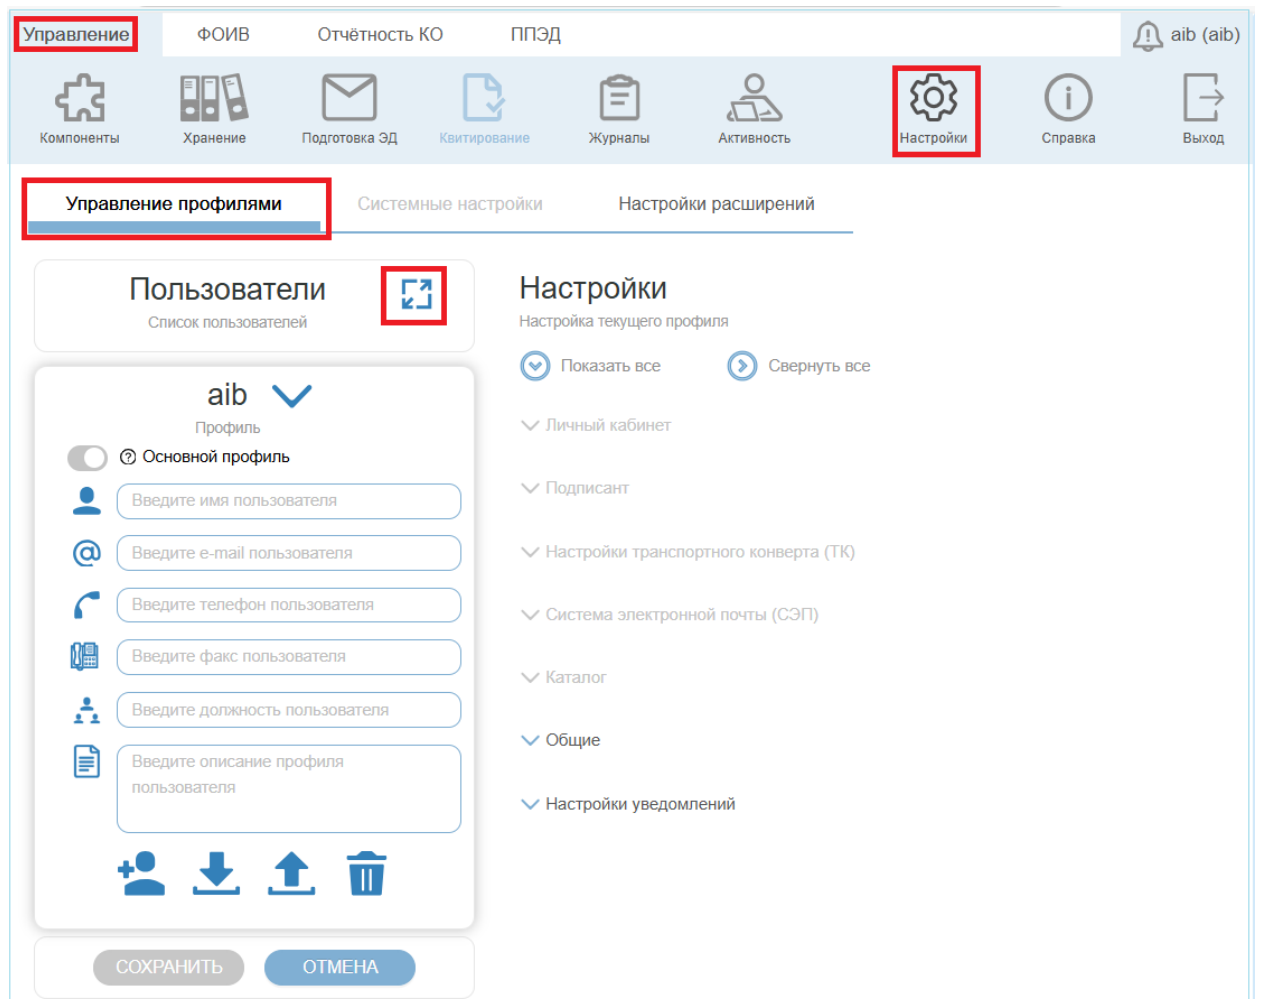 Управление ФОИВ Отчётность КО ППЭД aib (aib)
Компоненты Хранение Подготовка ЭД Квитирование Журналы Активность Настройки Справка Выход
Управление профилями Системные настройки Настройки расширений
Пользователи
Список пользователей
aib
Профиль
Основной профиль
Введите имя пользователя
Введите e-mail пользователя
Введите телефон пользователя
Введите факс пользователя
Введите должность пользователя
Введите описание профиля
пользователя
СОХРАНИТЬ ОТМЕНА
Настройки
Настройка текущего профиля
Показать все Свернуть все
Личный кабинет
Подписант
Настройки транспортного конверта (ТК)
Система электронной почты (СЭП)
Каталог
Общие
Настройки уведомлений